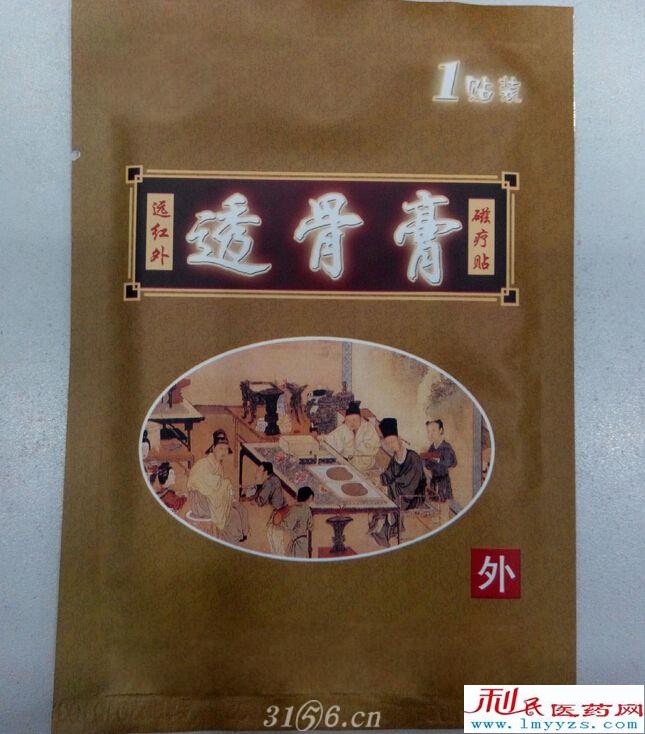 1贴装
远红外
透骨膏
磁疗贴
外
3156.cn
利民医药网
www.lmyyzs.com